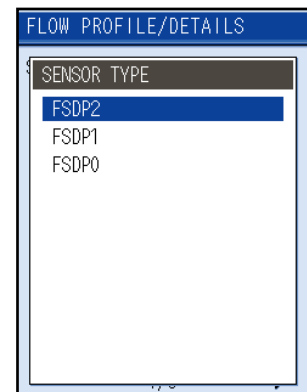 FLOW PROFILE/DETAILS
SENSOR TYPE
FSDP2
FSDP1
FSDP0